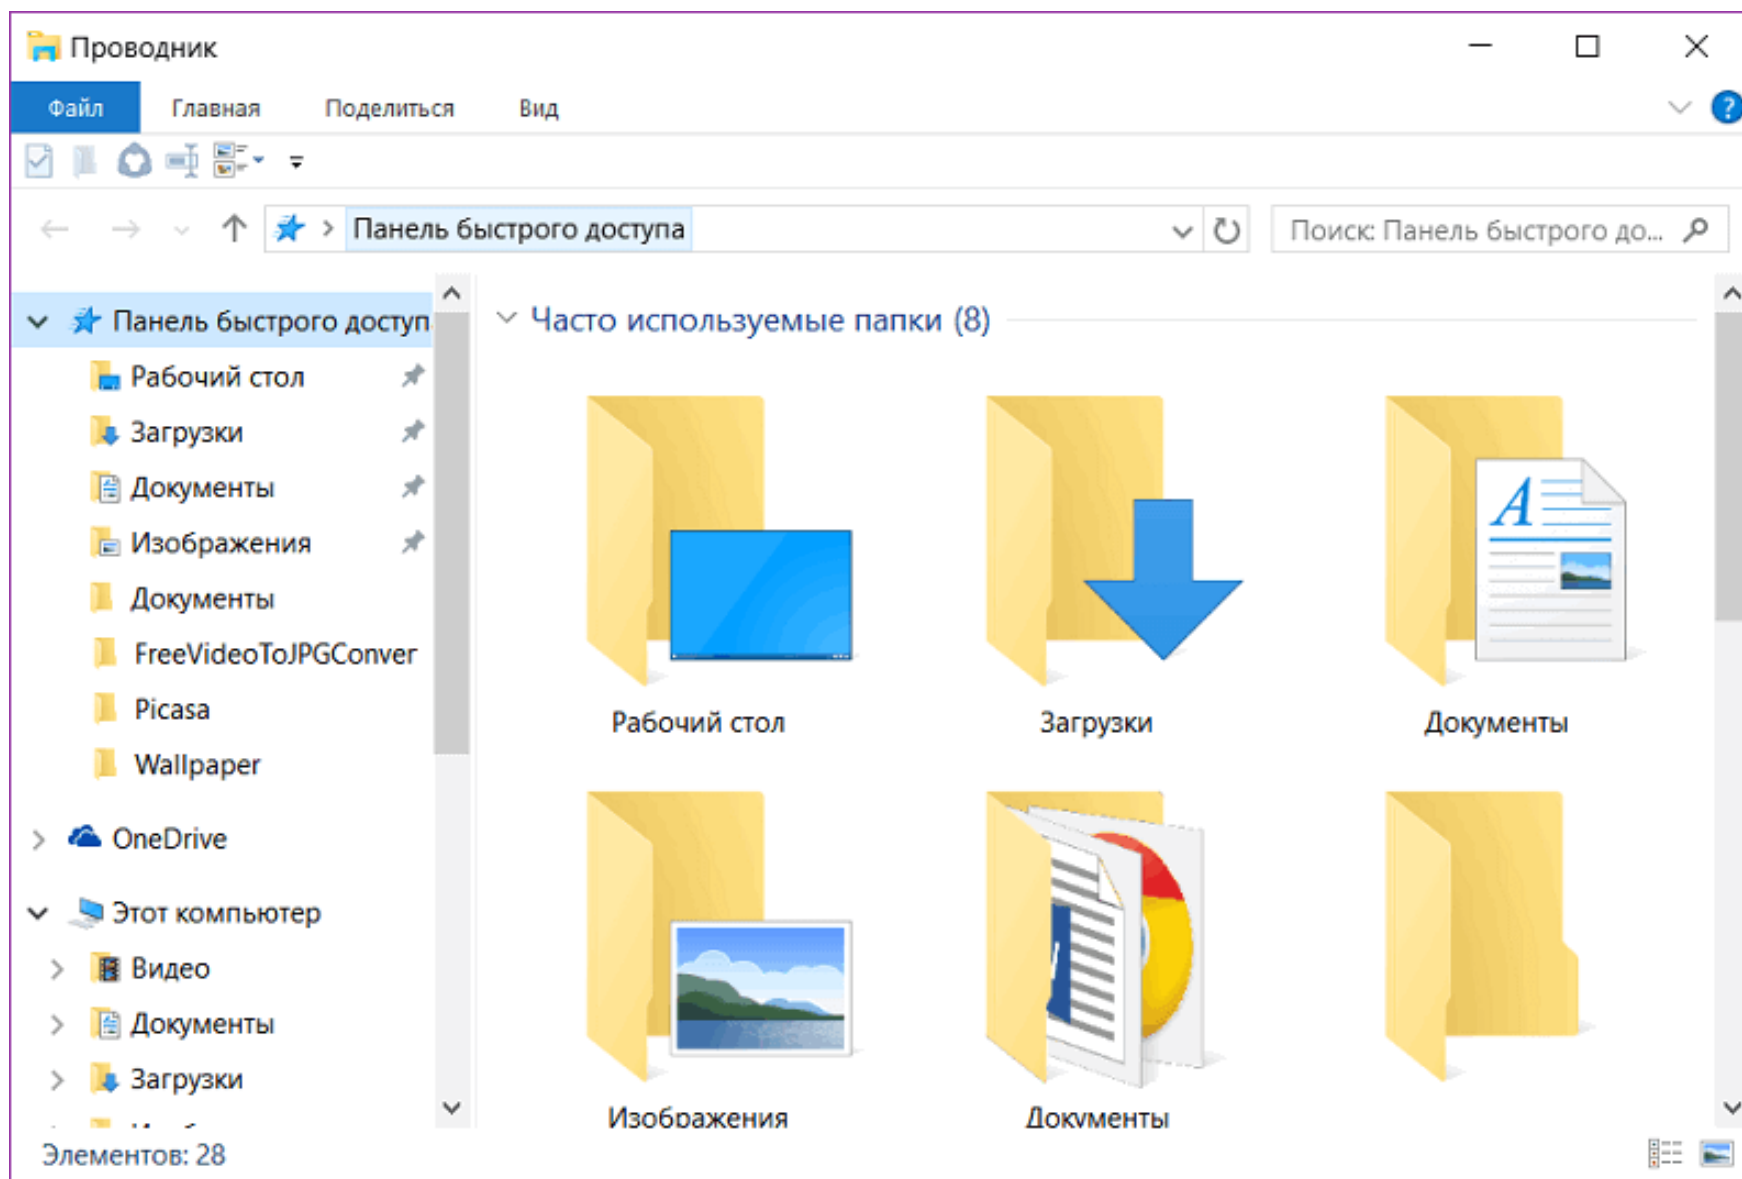 Проводник
Файл Главная Поделиться Вид
?
Панель быстрого доступа
Поиск: Панель быстрого до...
Панель быстрого доступ
Рабочий стол
Загрузки
Документы
Изображения
Документы
FreeVideoToJPGConver
Picasa
Wallpaper
OneDrive
Этот компьютер
Видео
Документы
Загрузки
Часто используемые папки (8)
Рабочий стол Загрузки Документы
Изображения Документы
Элементов: 28